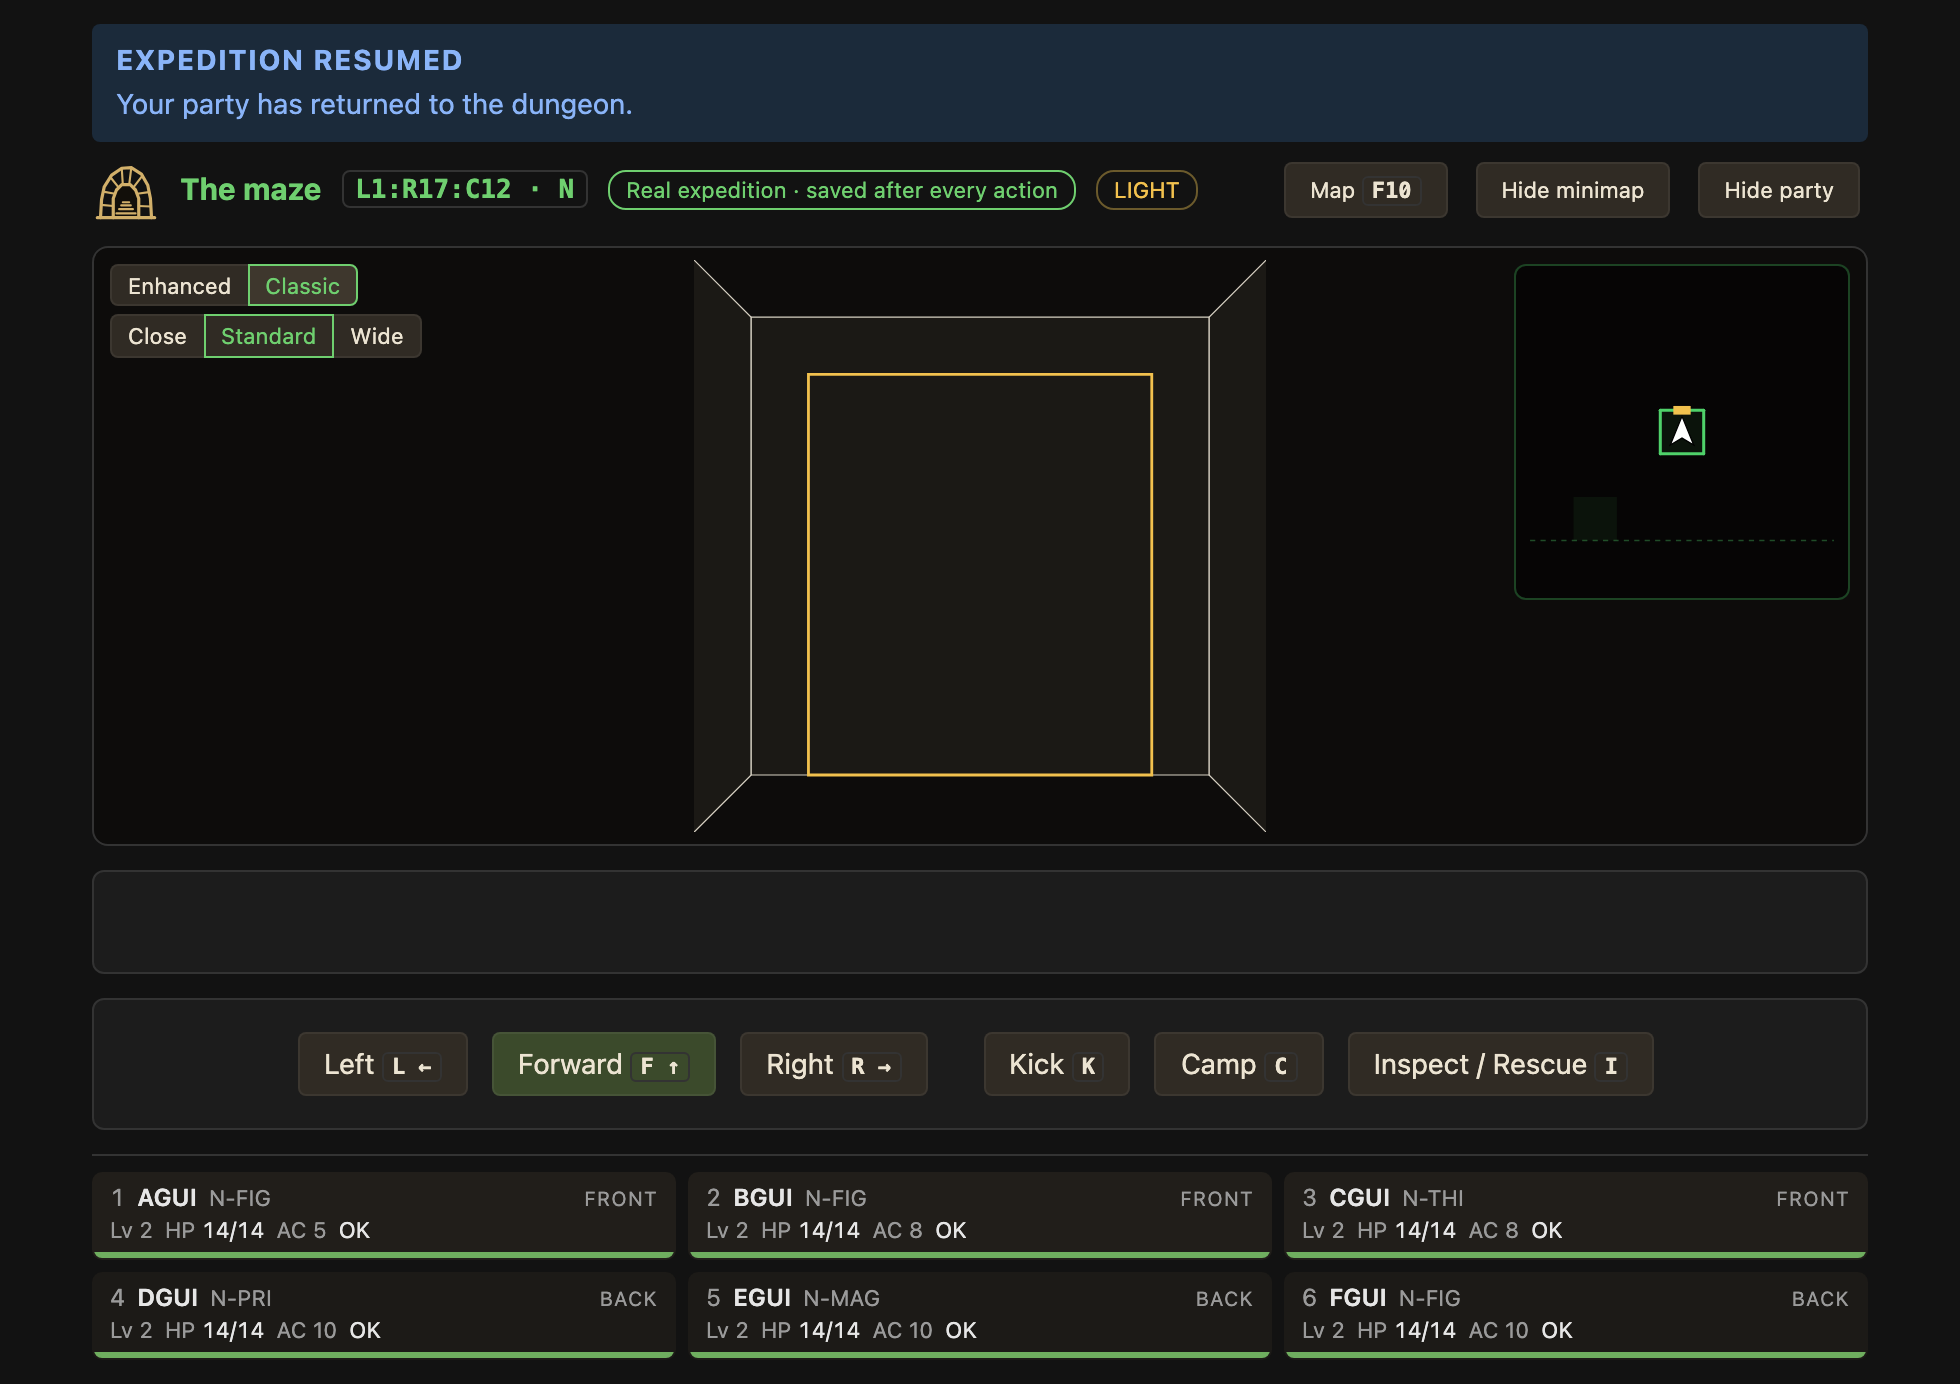 EXPEDITION RESUMED
Your party has returned to the dungeon.
The maze L1:R17:C12 · N Real expedition · saved after every action LIGHT Map F10 Hide minimap Hide party
Enhanced Classic
Close Standard Wide
Left L ← Forward F ↑ Right R → Kick K Camp C Inspect / Rescue I
1 AGUI N-FIG FRONT
Lv 2 HP 14/14 AC 5 OK
2 BGUI N-FIG FRONT
Lv 2 HP 14/14 AC 8 OK
3 CGUI N-THI FRONT
Lv 2 HP 14/14 AC 8 OK
4 DGUI N-PRI BACK
Lv 2 HP 14/14 AC 10 OK
5 EGUI N-MAG BACK
Lv 2 HP 14/14 AC 10 OK
6 FGUI N-FIG BACK
Lv 2 HP 14/14 AC 10 OK